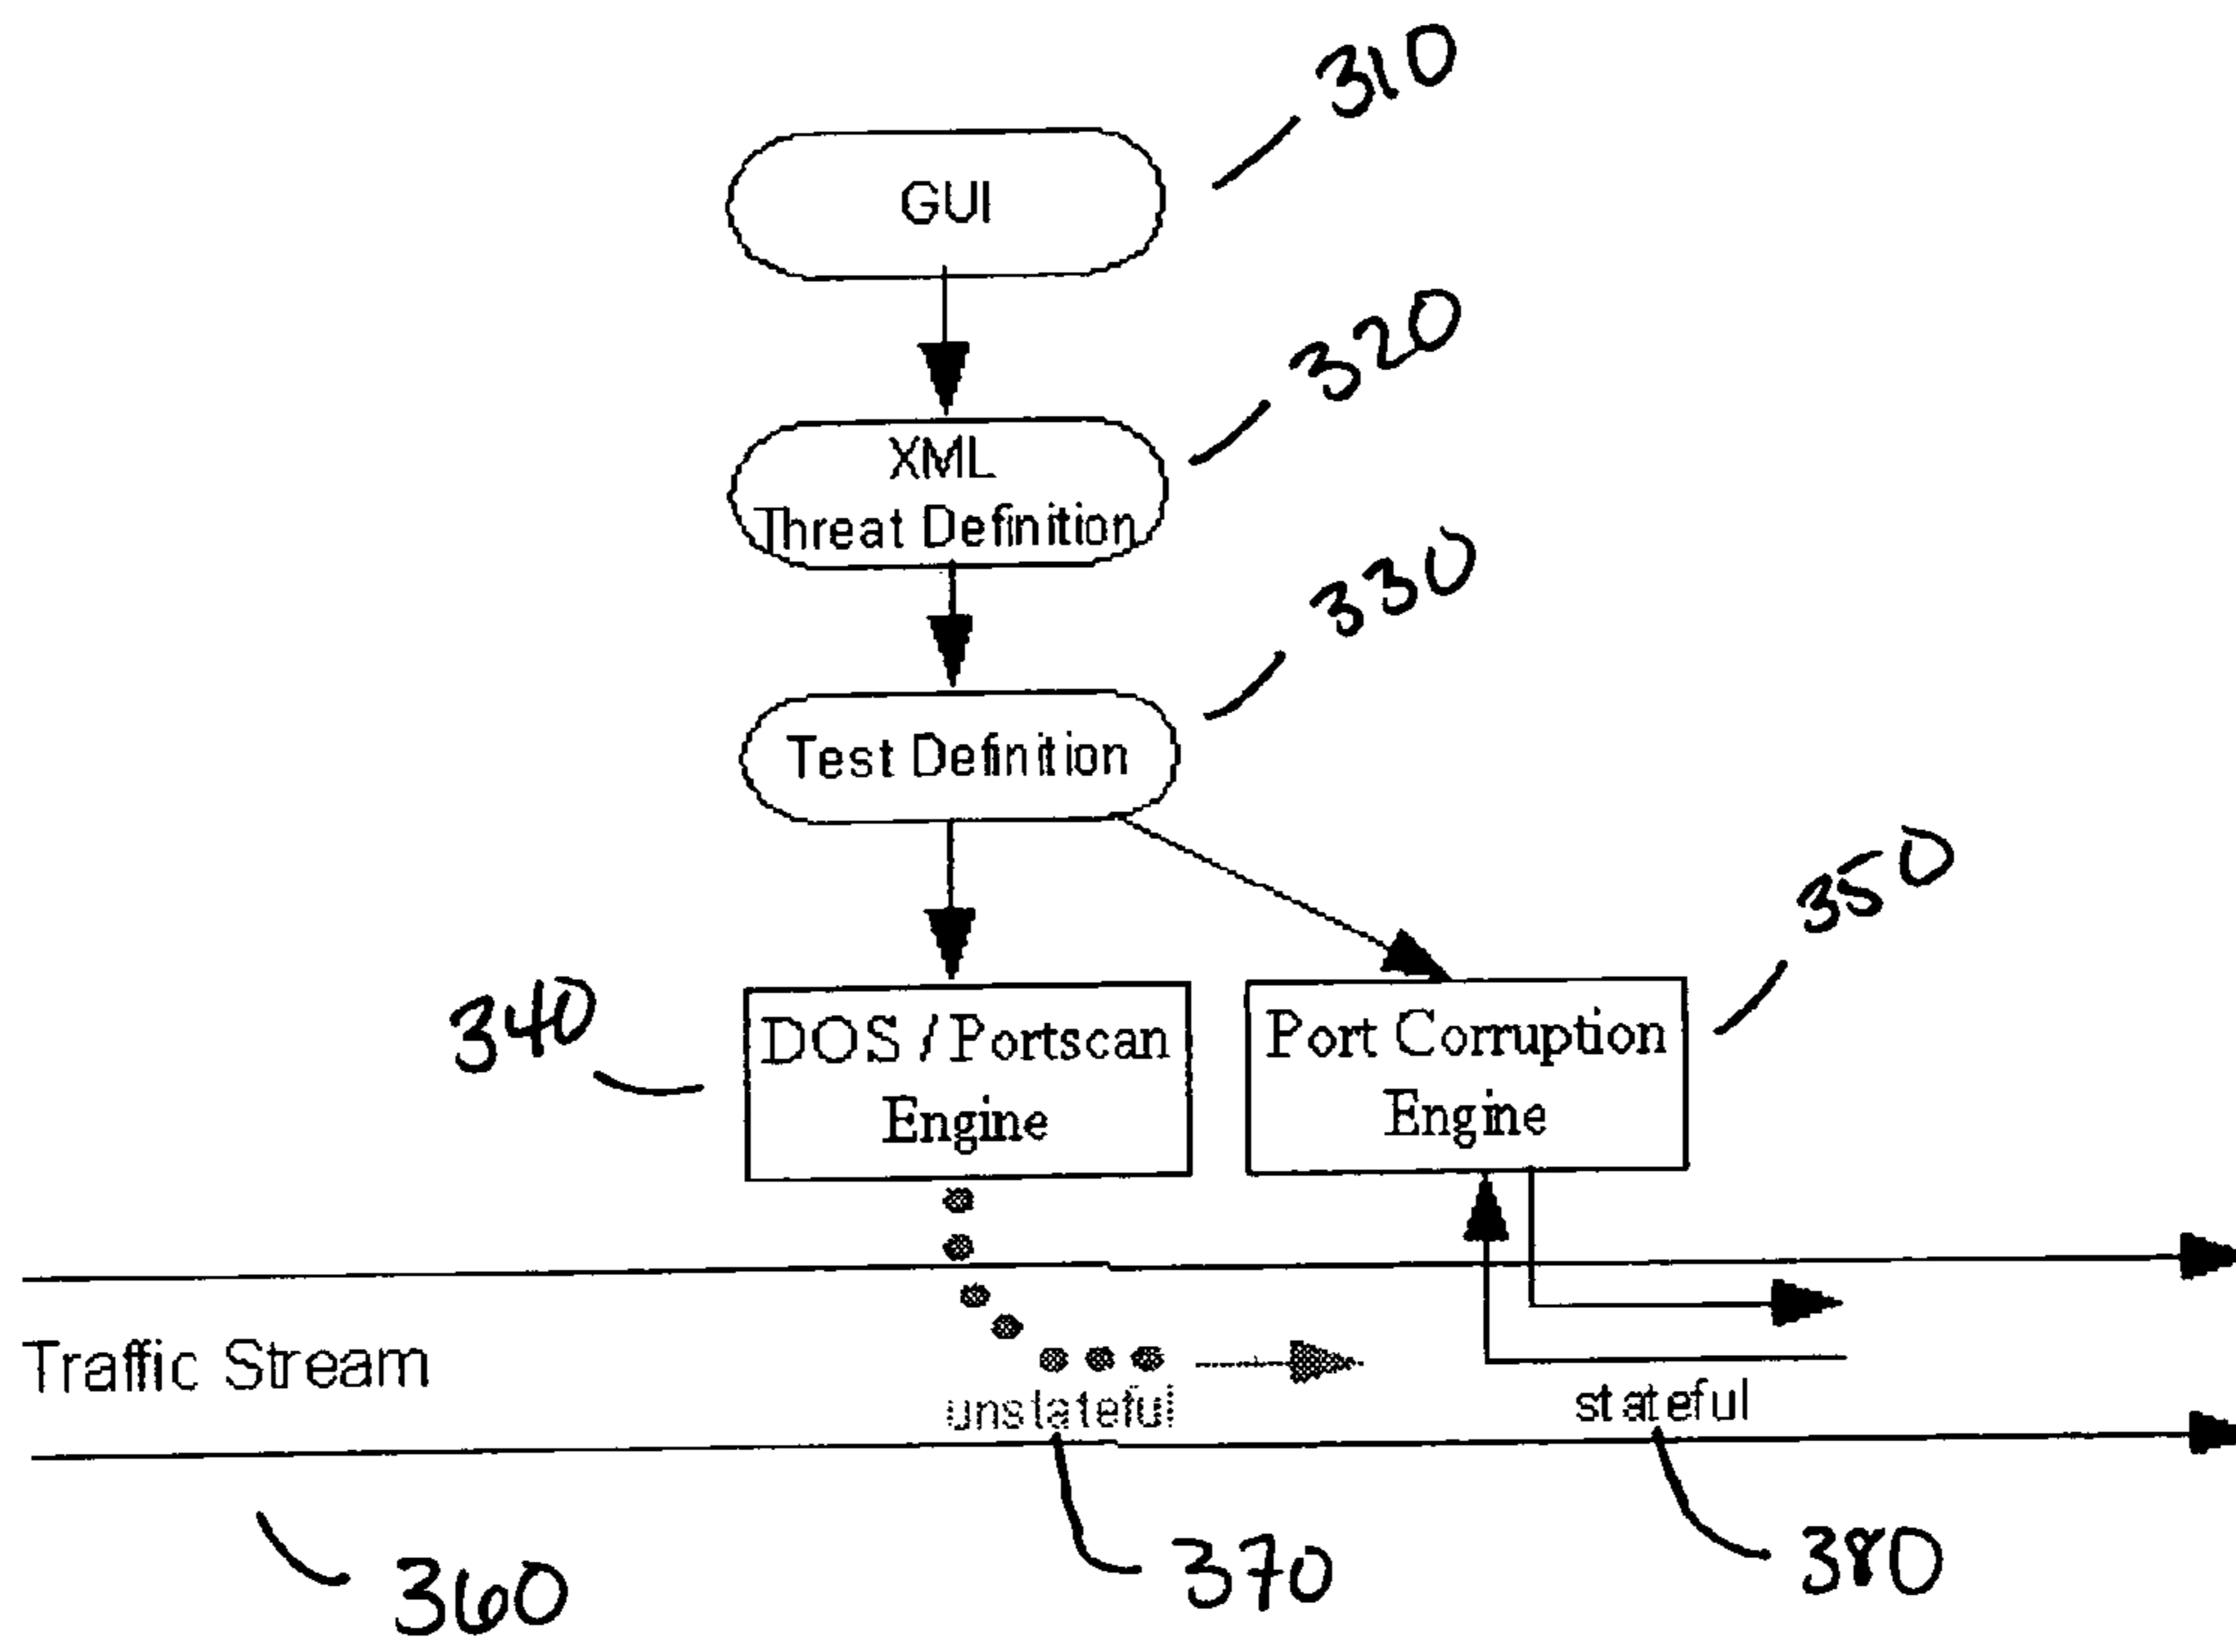 310
GUI
320
XML
Threat Definition
330
Test Definition
350
340
DOS / Portscan
Engine
Port Corruption
Engine
Traffic Stream
unstateful
stateful
360
370
380